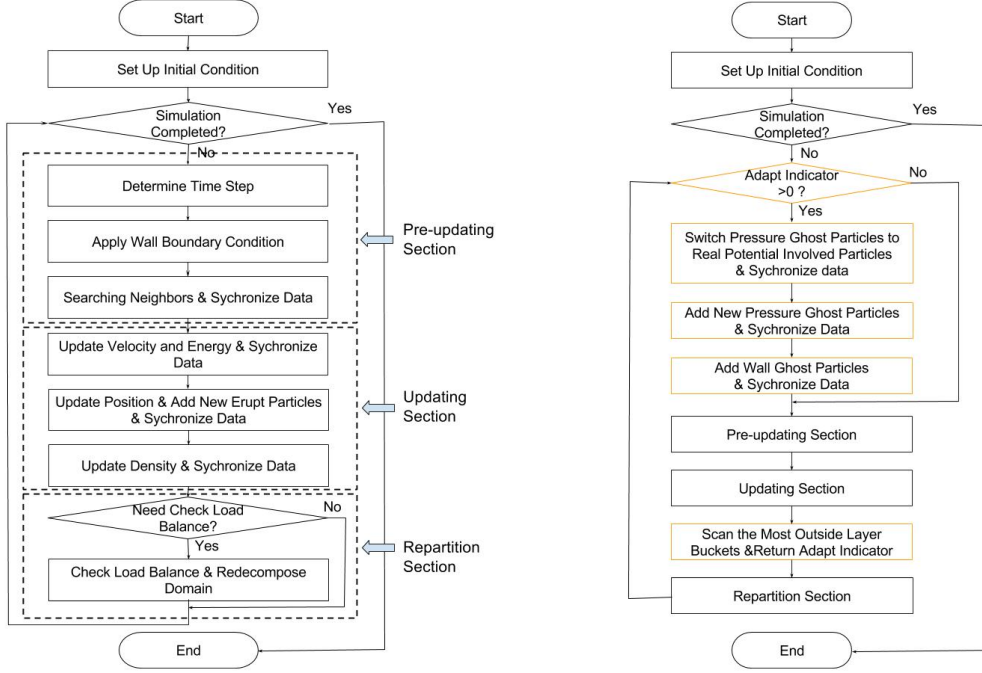 Start
Set Up Initial Condition
Simulation
Completed?
Yes
No
Determine Time Step
Apply Wall Boundary Condition
Searching Neighbors & Sychronize Data
Pre-updating
Section
Update Velocity and Energy & Sychronize
Data
Update Position & Add New Erupt Particles
& Sychronize Data
Update Density & Sychronize Data
Updating
Section
Need Check Load
Balance?
No
Yes
Check Load Balance & Redecompose
Domain
Repartition
Section
End
Start
Set Up Initial Condition
Simulation
Completed?
Yes
No
Adapt Indicator
>0 ?
No
Yes
Switch Pressure Ghost Particles to
Real Potential Involved Particles
& Sychronize data
Add New Pressure Ghost Particles
& Sychronize Data
Add Wall Ghost Particles
& Sychronize Data
Pre-updating Section
Updating Section
Scan the Most Outside Layer
Buckets &Return Adapt Indicator
Repartition Section
End